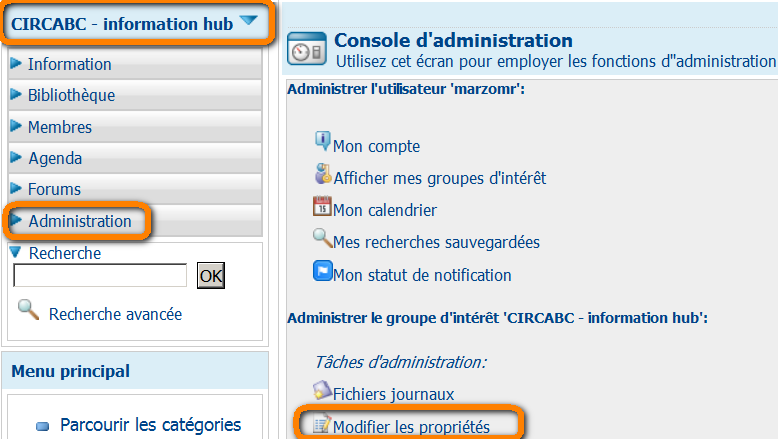 CIRCABC - information hub
Information
Bibliothèque
Membres
Agenda
Forums
Administration
Recherche
OK
Recherche avancée
Menu principal
Parcourir les catégories
Console d'administration
Utilisez cet écran pour employer les fonctions d"administration
Administrer l'utilisateur 'marzomr':
Mon compte
Afficher mes groupes d'intérêt
15
Mon calendrier
Mes recherches sauvegardées
Mon statut de notification
Administrer le groupe d'intérêt 'CIRCABC - information hub':
Tâches d'administration:
Fichiers journaux
Modifier les propriétés